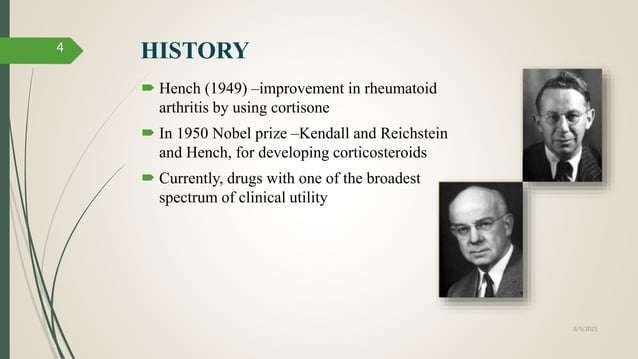 4
HISTORY
Hench (1949) –improvement in rheumatoid
arthritis by using cortisone
In 1950 Nobel prize –Kendall and Reichstein
and Hench, for developing corticosteroids
Currently, drugs with one of the broadest
spectrum of clinical utility